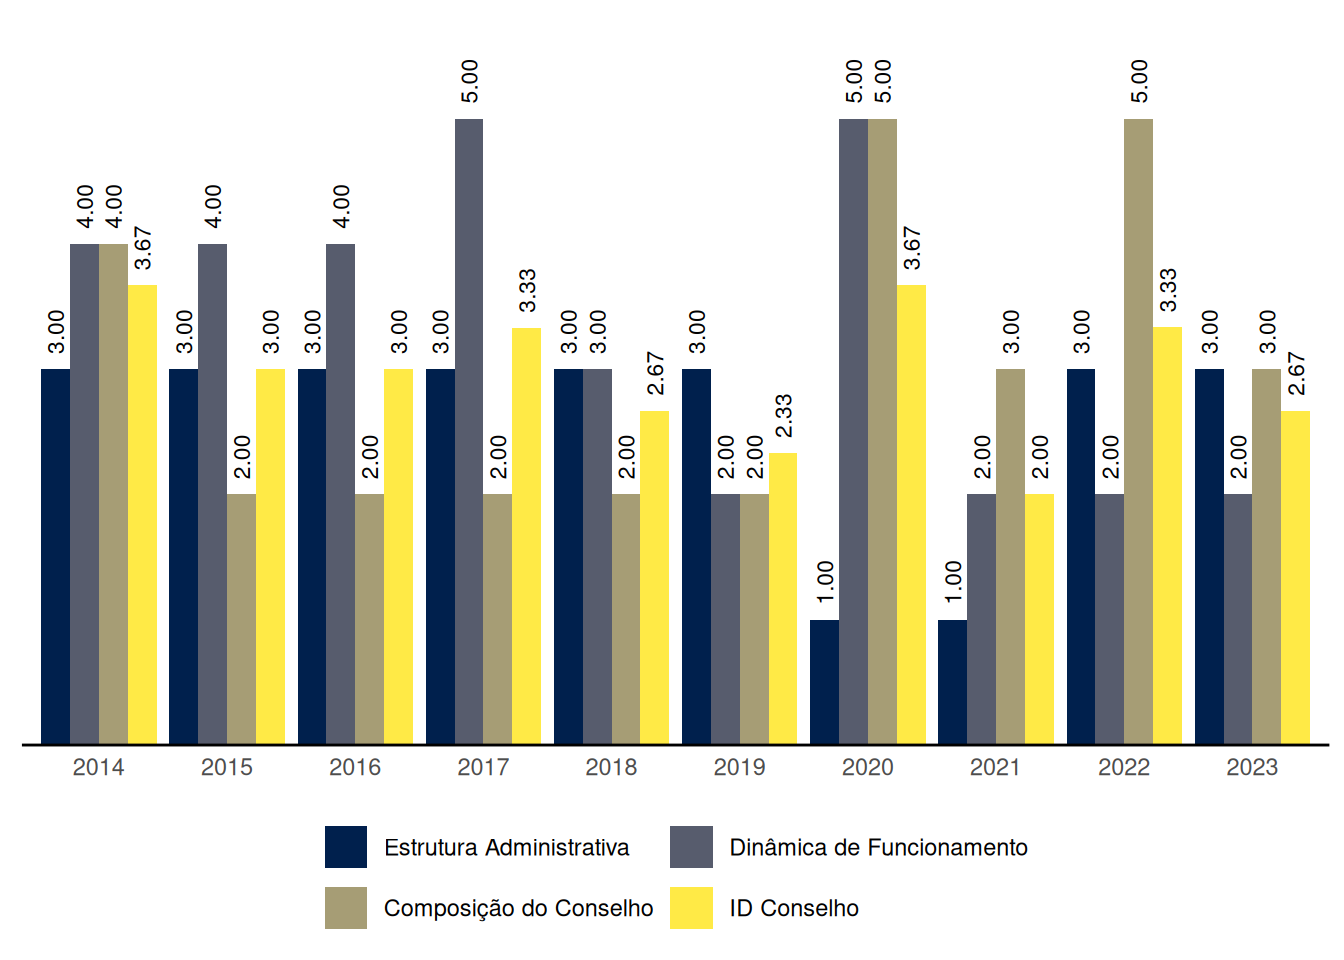 3.00 4.00 4.00 3.67
3.00 4.00 2.00 3.00
3.00 4.00 2.00 3.00
3.00 5.00 2.00 3.33
3.00 3.00 2.00 2.67
3.00 2.00 2.00 2.33
1.00 5.00 5.00 3.67
1.00 2.00 3.00 2.00
3.00 2.00 5.00 3.33
3.00 2.00 3.00 2.67
2014 2015 2016 2017 2018 2019 2020 2021 2022 2023
Estrutura Administrativa Dinâmica de Funcionamento
Composição do Conselho ID Conselho